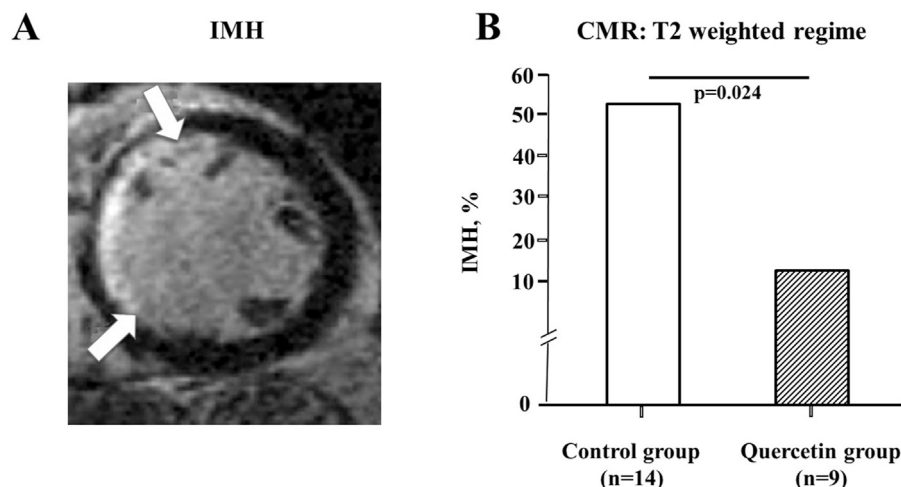 A
IMH
B
CMR: T2 weighted regime
60
50
40
30
20
10
0
IMH, %
p=0.024
Control group
(n=14)
Quercetin group
(n=9)